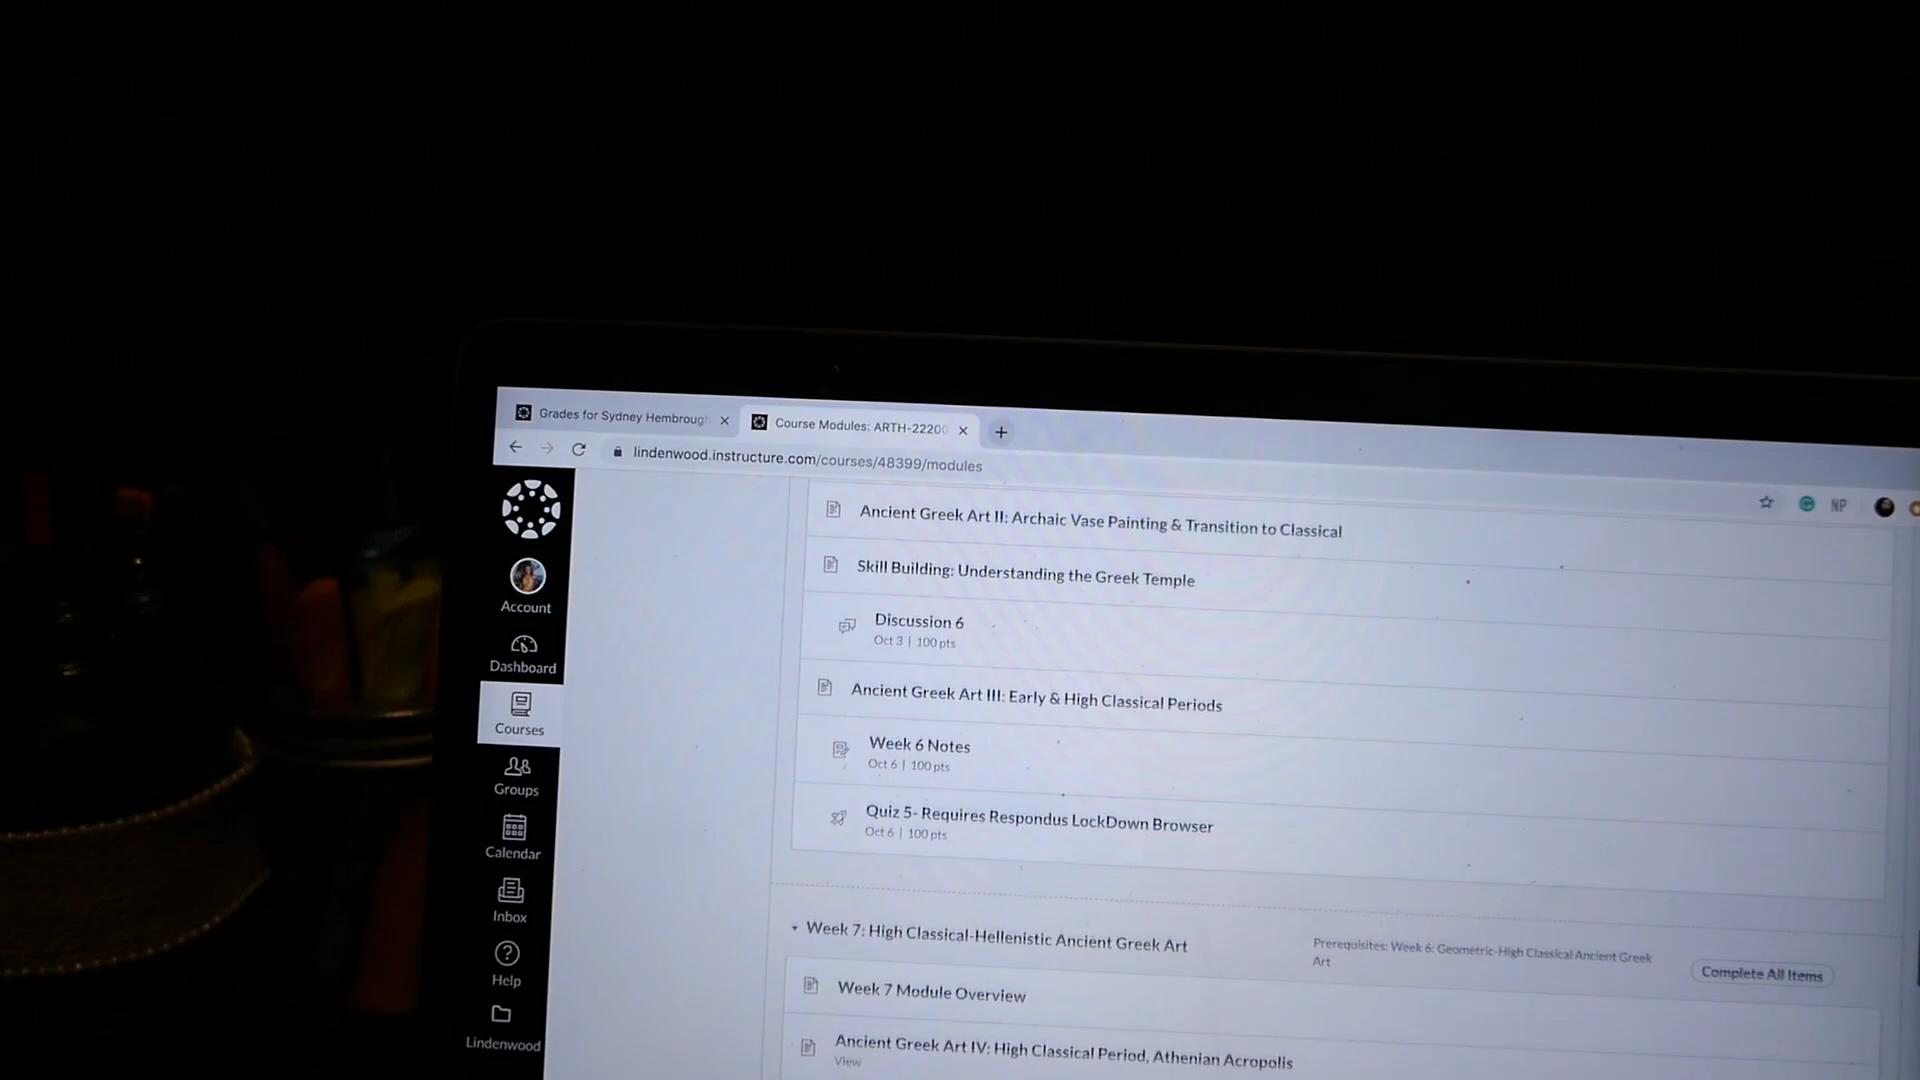 Grades for Sydney Hembroug
Course Modules: ARTH-22200
lindenwood.instructure.com/courses/48399/modules
NP
Account
Dashboard
Courses
Groups
Calendar
Inbox
Help
Lindenwood
Ancient Greek Art II: Archaic Vase Painting & Transition to Classical
Skill Building: Understanding the Greek Temple
Discussion 6
Oct 3 | 100 pts
Ancient Greek Art III: Early & High Classical Periods
Week 6 Notes
Oct 6 | 100 pts
Quiz 5- Requires Respondus LockDown Browser
Oct 6 | 100 pts
Week 7: High Classical-Hellenistic Ancient Greek Art
Prerequisites: Week 6: Geometric-High Classical Ancient Greek
Art
Complete All Items
Week 7 Module Overview
Ancient Greek Art IV: High Classical Period, Athenian Acropolis
View